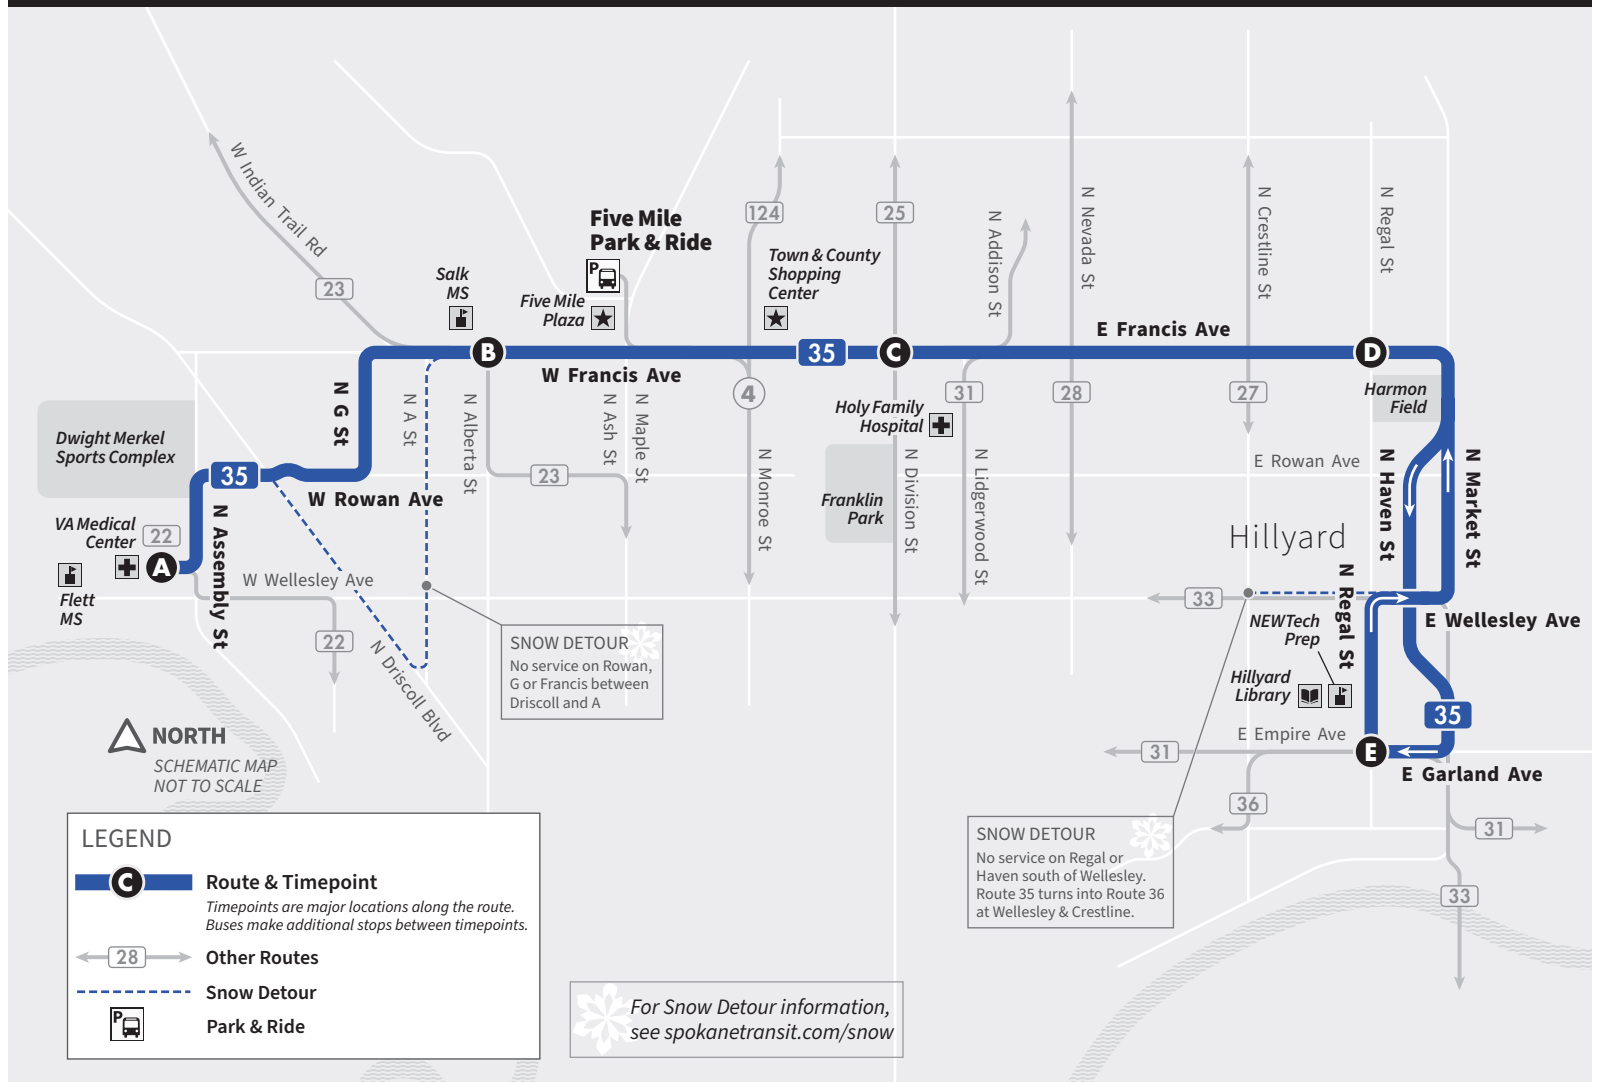 W Indian Trail Rd
23
Salk
MS
Five Mile
Park & Ride
P
Five Mile
Plaza
124
25
Town & County
Shopping
Center
N Addison St
N Nevada St
N Crestline St
N Regal St
B
35
C
E Francis Ave
D
W Francis Ave
4
31
28
27
Harmon
Field
N G St
N A St
N Alberta St
N Ash St
N Maple St
Holy Family
Hospital
Dwight Merkel
Sports Complex
35
W Rowan Ave
23
N Monroe St
Franklin
Park
N Division St
N Lidgerwood St
E Rowan Ave
N Haven St
N Market St
VA Medical
Center
22
A
N Assembly St
Flett
MS
W Wellesley Ave
22
N Driscoll Blvd
Hillyard
33
N Regal St
E Wellesley Ave
NEWTech
Prep
Hillyard
Library
35
SNOW DETOUR
No service on Rowan,
G or Francis between
Driscoll and A
E Empire Ave
31
E
E Garland Ave
36
31
33
NORTH
SCHEMATIC MAP
NOT TO SCALE
SNOW DETOUR
No service on Regal or
Haven south of Wellesley.
Route 35 turns into Route 36
at Wellesley & Crestline.
LEGEND
C
Route & Timepoint
Timepoints are major locations along the route.
Buses make additional stops between timepoints.
28
Other Routes
Snow Detour
P
Park & Ride
For Snow Detour information,
see spokanetransit.com/snow